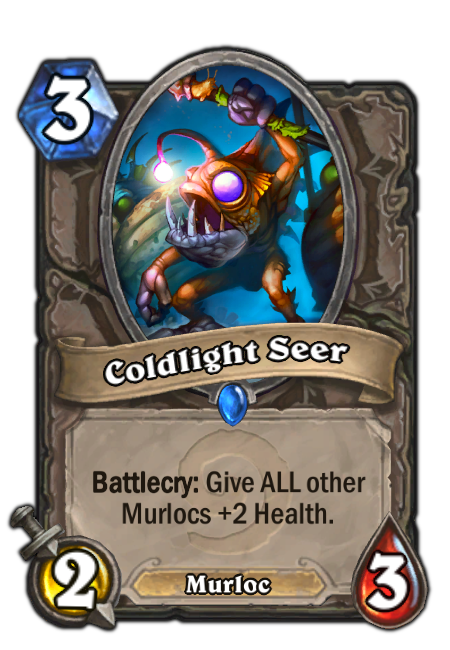 3
Coldlight Seer
Battlecry: Give ALL other
Murlocs +2 Health.
2
Murloc
3